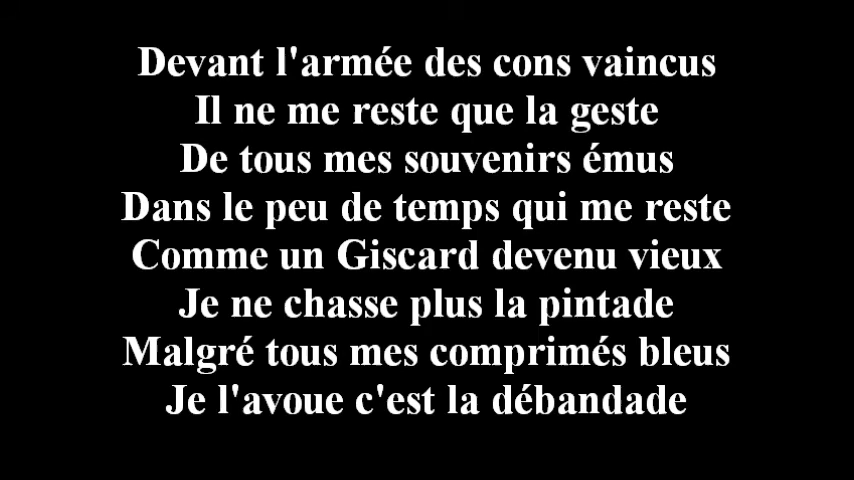 Devant l'armée des cons vaincus
Il ne me reste que la geste
De tous mes souvenirs émus
Dans le peu de temps qui me reste
Comme un Giscard devenu vieux
Je ne chasse plus la pintade
Malgré tous mes comprimés bleus
Je l'avoue c'est la débandade